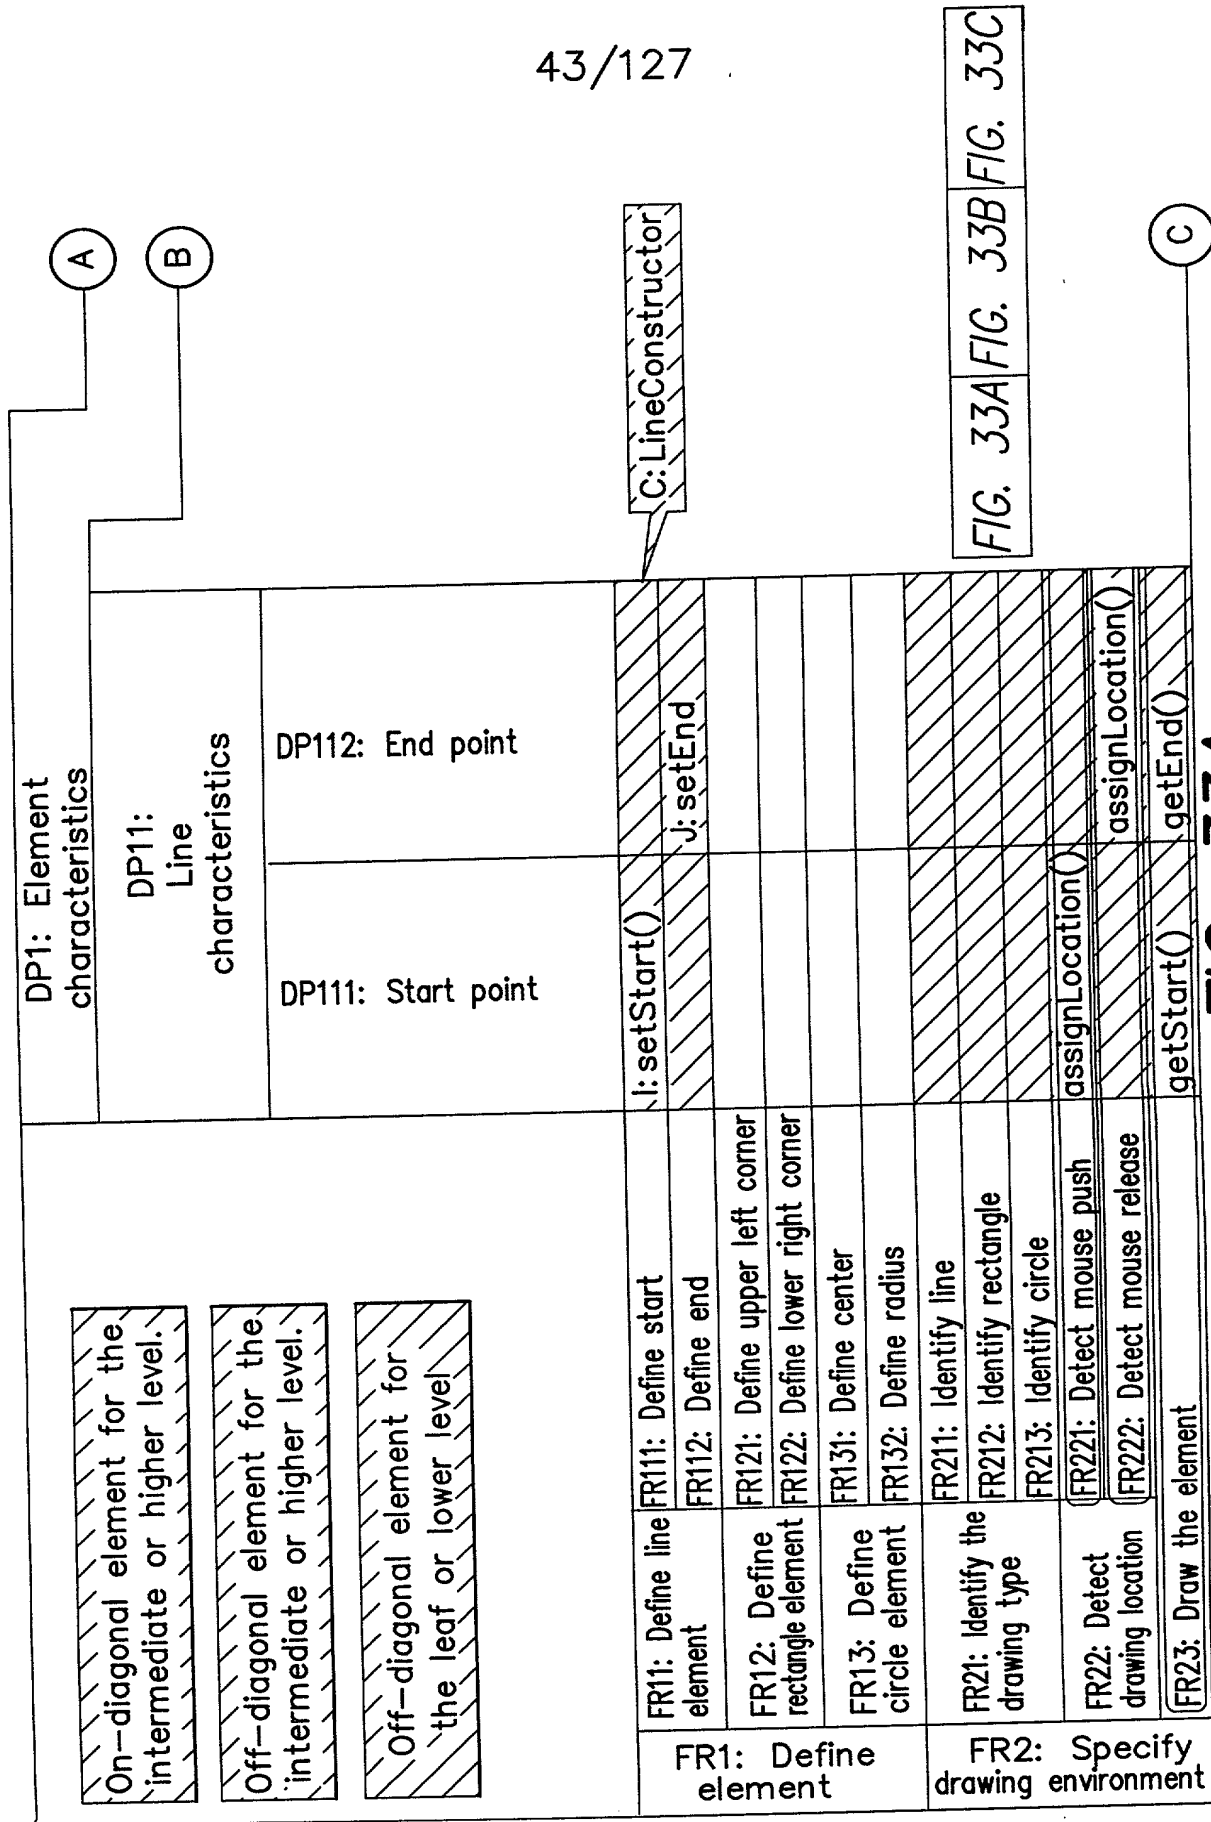 43/127
DP1: Element
characteristics
A
B
DP11:
Line
characteristics
DP111: Start point
DP112: End point
On-diagonal element for the
intermediate or higher level.
Off-diagonal element for the
intermediate or higher level.
Off-diagonal element for
the leaf or lower level
C: LineConstructor
FR1: Define
element
FR11: Define line
element
FR111: Define start
I: setStart()
FR112: Define end
J: setEnd
FR12: Define
rectangle element
FR121: Define upper left corner
FR122: Define lower right corner
FR13: Define
circle element
FR131: Define center
FR132: Define radius
FR2: Specify
drawing environment
FR21: Identify the
drawing type
FR211: Identify line
FR212: Identify rectangle
FR213: Identify circle
FR22: Detect
drawing location
FR221: Detect mouse push
assignLocation()
FR222: Detect mouse release
assignLocation()
FR23: Draw the element
getStart()
getEnd()
C
FIG. 33A FIG. 33B FIG. 33C